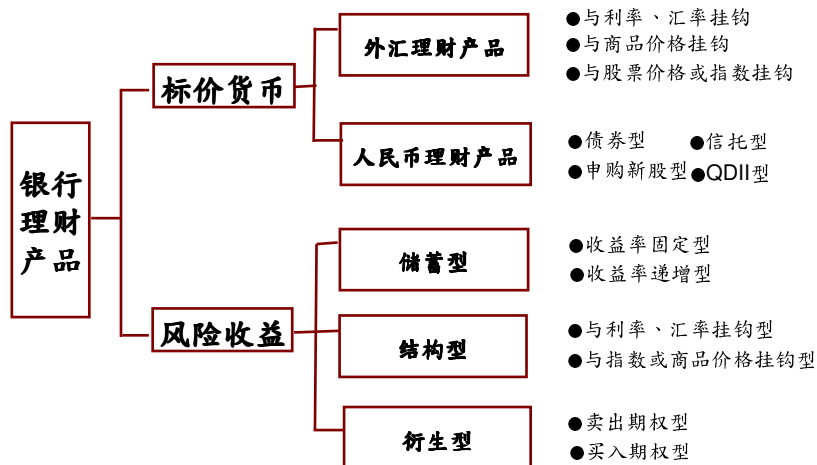 银行
理财
产品
标价货币
外汇理财产品
●与利率、汇率挂钩
●与商品价格挂钩
●与股票价格或指数挂钩
人民币理财产品
●债券型 ●信托型
●申购新股型 ●QDII型
风险收益
储蓄型
●收益率固定型
●收益率递增型
结构型
●与利率、汇率挂钩型
●与指数或商品价格挂钩型
衍生型
●卖出期权型
●买入期权型